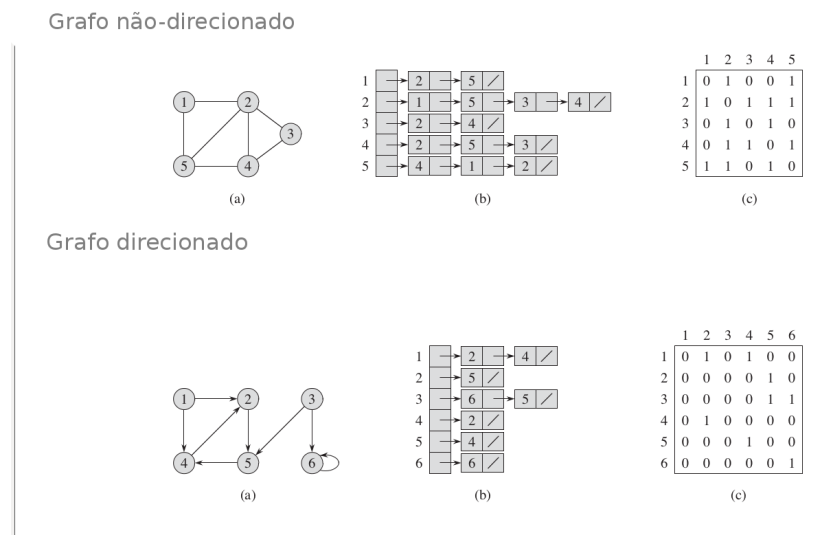 Grafo não-direcionado
1 2
3
5 4
(a)
1 2 5 /
2 1 5 3 4 /
3 2 4 /
4 2 5 3 /
5 4 1 2 /
(b)
1 2 3 4 5
1 0 1 0 0 1
2 1 0 1 1 1
3 0 1 0 1 0
4 0 1 1 0 1
5 1 1 0 1 0
(c)
Grafo direcionado
1 2 3
4 5 6
(a)
1 2 4 /
2 5 /
3 6 5 /
4 2 /
5 4 /
6 6 /
(b)
1 2 3 4 5 6
1 0 1 0 1 0 0
2 0 0 0 0 1 0
3 0 0 0 0 1 1
4 0 1 0 0 0 0
5 0 0 0 1 0 0
6 0 0 0 0 0 1
(c)